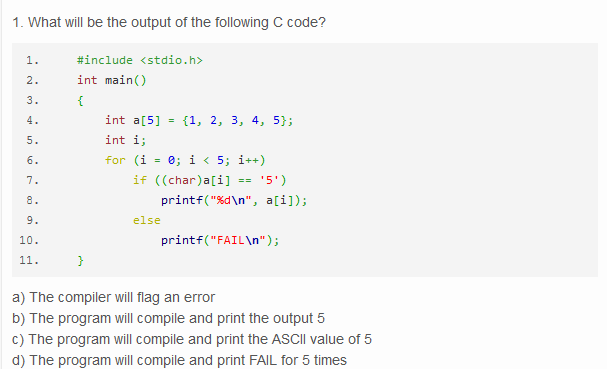 1. What will be the output of the following C code?
1. #include <stdio.h>
2. int main()
3. {
4. int a[5] = {1, 2, 3, 4, 5};
5. int i;
6. for (i = 0; i < 5; i++)
7. if ((char)a[i] == '5')
8. printf("%d\n", a[i]);
9. else
10. printf("FAIL\n");
11. }
a) The compiler will flag an error
b) The program will compile and print the output 5
c) The program will compile and print the ASCII value of 5
d) The program will compile and print FAIL for 5 times